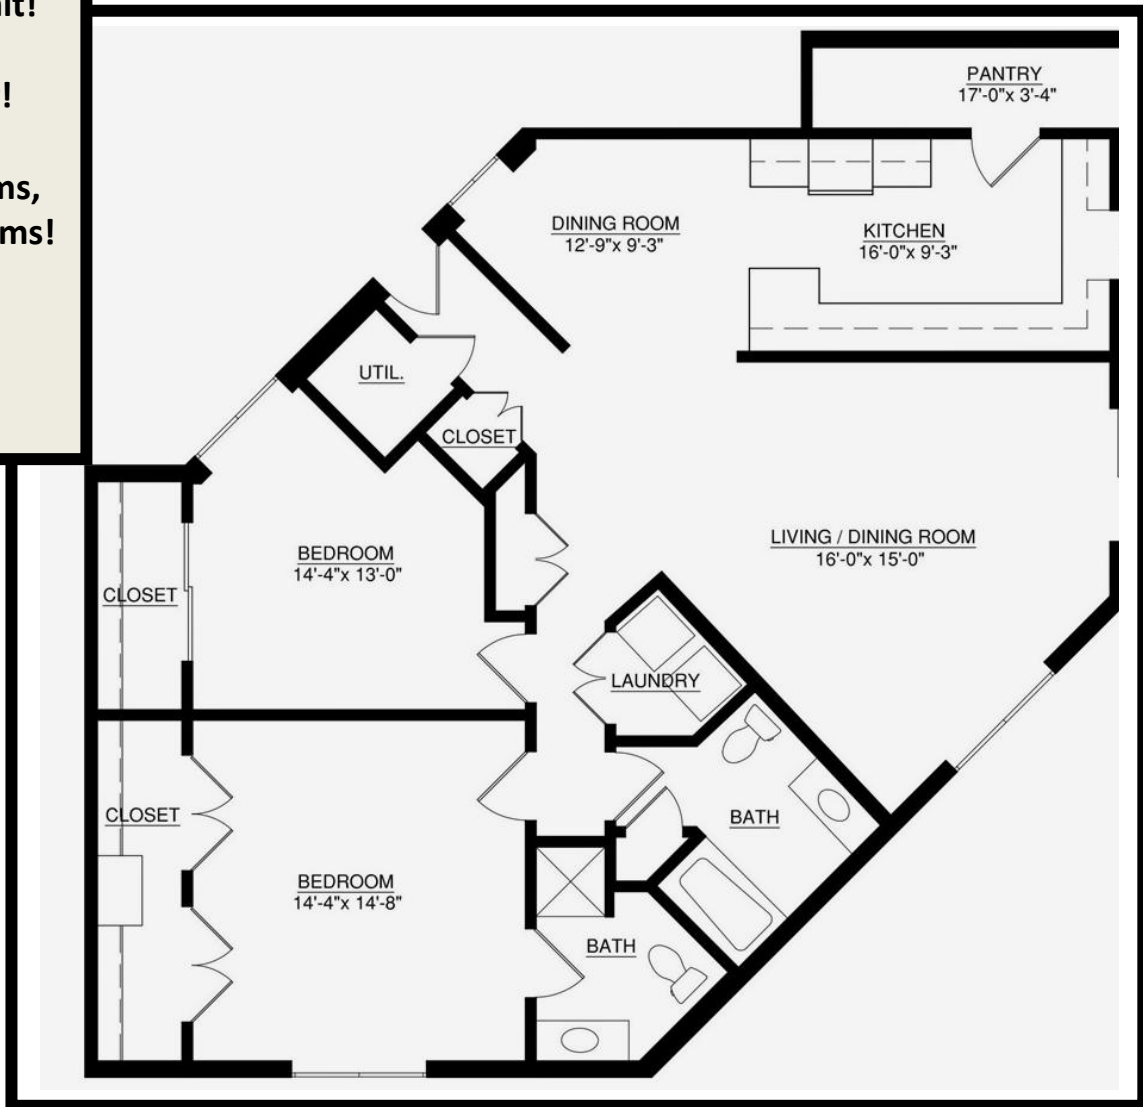 !
ms,
ms!
PANTRY
17'-0"x 3'-4"
DINING ROOM
12'-9"x 9'-3"
KITCHEN
16'-0"x 9'-3"
UTIL.
CLOSET
LIVING / DINING ROOM
16'-0"x 15'-0"
BEDROOM
14'-4"x 13'-0"
CLOSET
LAUNDRY
CLOSET
BATH
BEDROOM
14'-4"x 14'-8"
BATH